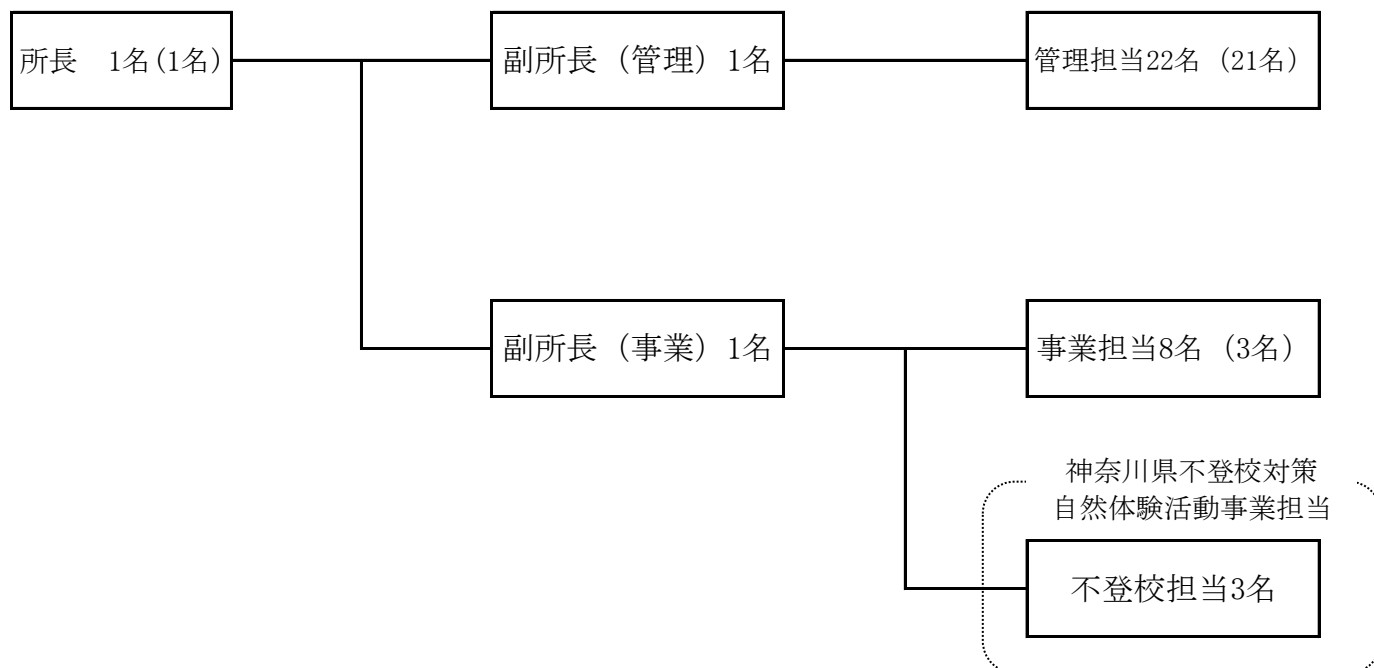 所長　1名(1名)
副所長（管理）1名
管理担当22名（21名）
副所長（事業）1名
事業担当8名（3名）
神奈川県不登校対策
自然体験活動事業担当
不登校担当3名